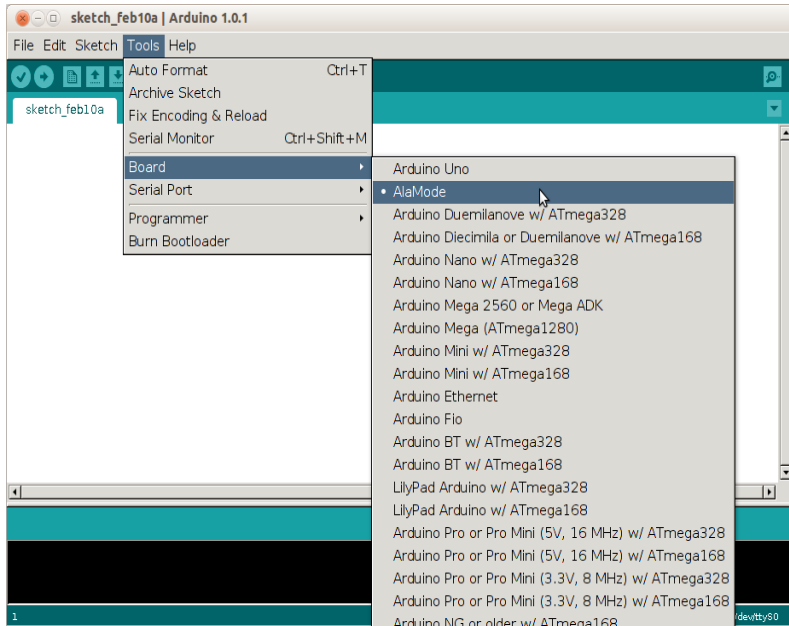 sketch_feb10a | Arduino 1.0.1
File Edit Sketch Tools Help
sketch_feb10a
Auto Format Ctrl+T
Archive Sketch
Fix Encoding & Reload
Serial Monitor Ctrl+Shift+M
Board
Serial Port
Programmer
Burn Bootloader
Arduino Uno
AlaMode
Arduino Duemilanove w/ ATmega328
Arduino Diecimila or Duemilanove w/ ATmega168
Arduino Nano w/ ATmega328
Arduino Nano w/ ATmega168
Arduino Mega 2560 or Mega ADK
Arduino Mega (ATmega1280)
Arduino Mini w/ ATmega328
Arduino Mini w/ ATmega168
Arduino Ethernet
Arduino Fio
Arduino BT w/ ATmega328
Arduino BT w/ ATmega168
LilyPad Arduino w/ ATmega328
LilyPad Arduino w/ ATmega168
Arduino Pro or Pro Mini (5V, 16 MHz) w/ ATmega328
Arduino Pro or Pro Mini (5V, 16 MHz) w/ ATmega168
Arduino Pro or Pro Mini (3.3V, 8 MHz) w/ ATmega328
Arduino Pro or Pro Mini (3.3V, 8 MHz) w/ ATmega168
Arduino NG or older w/ ATmega168
1 /dev/ttyS0